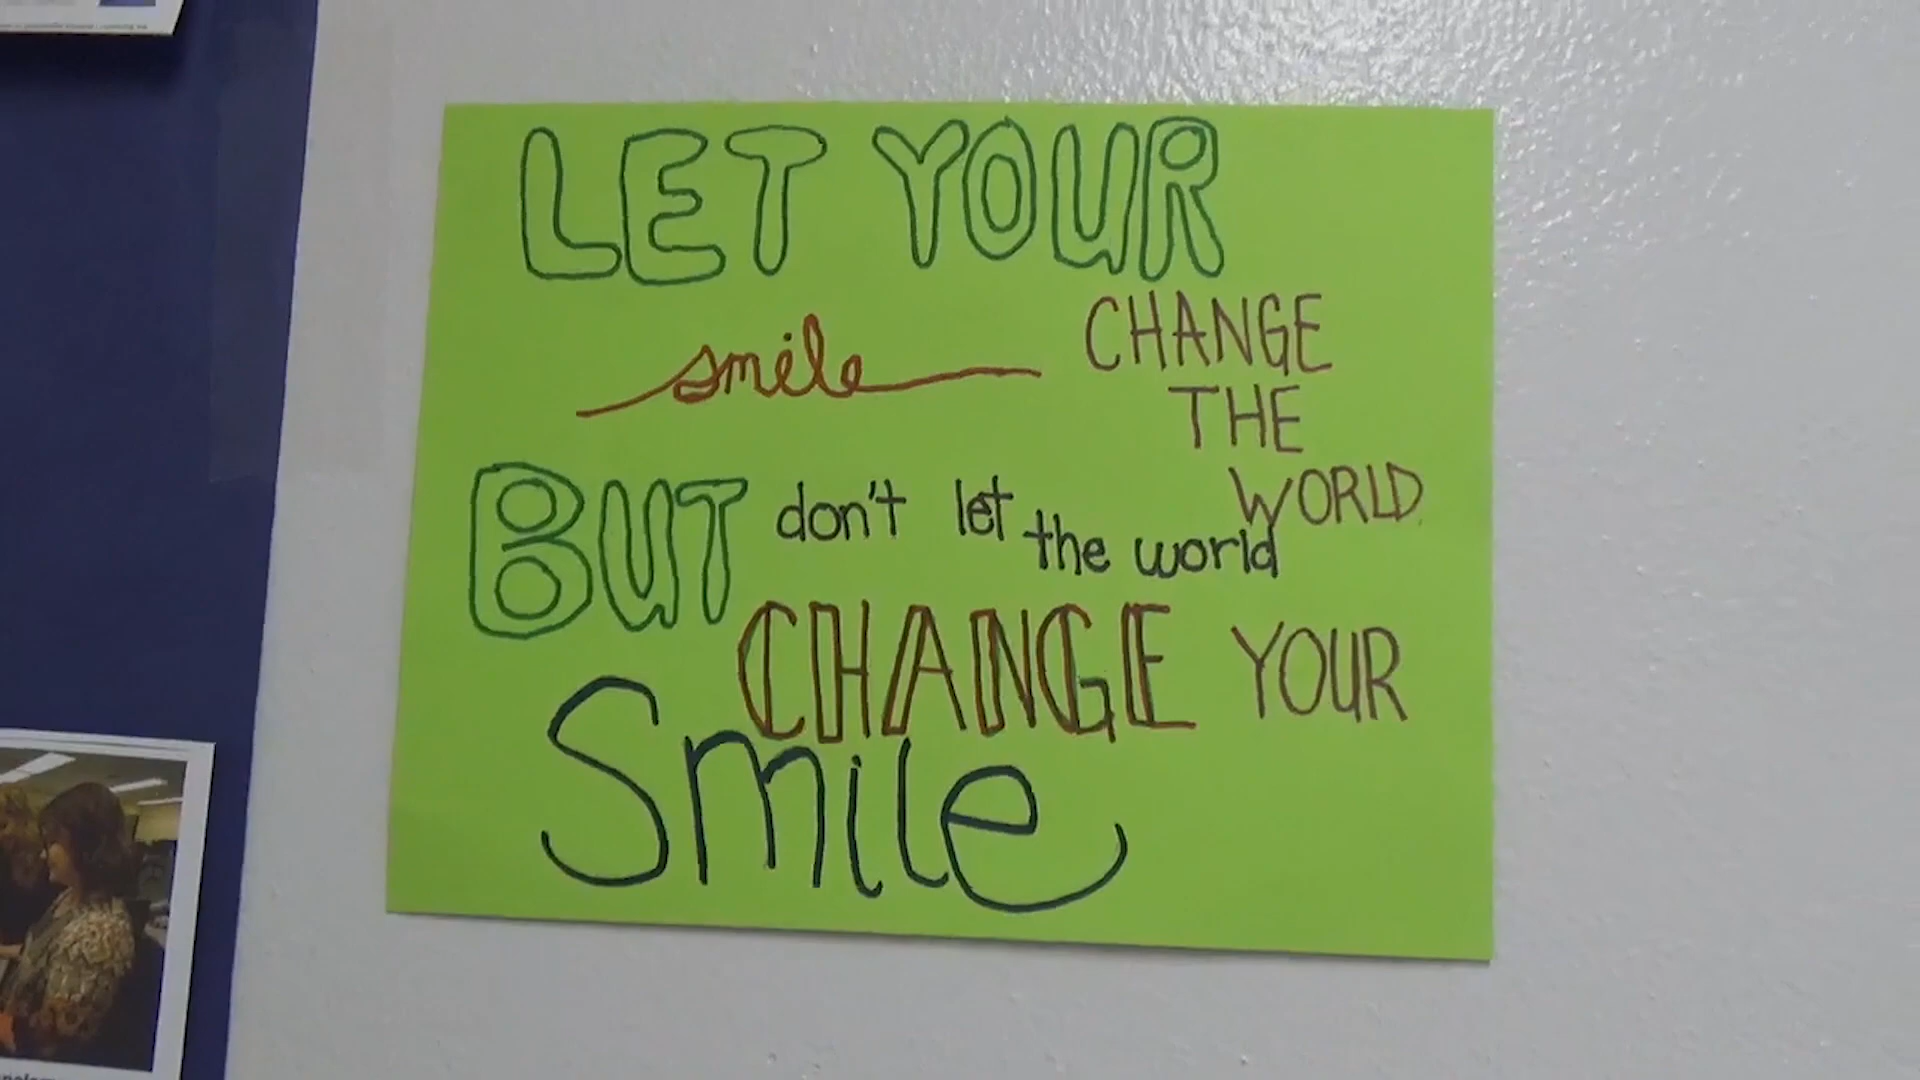 LET YOUR
smile CHANGE
THE
WORLD
BUT don't let the world
CHANGE YOUR
Smile